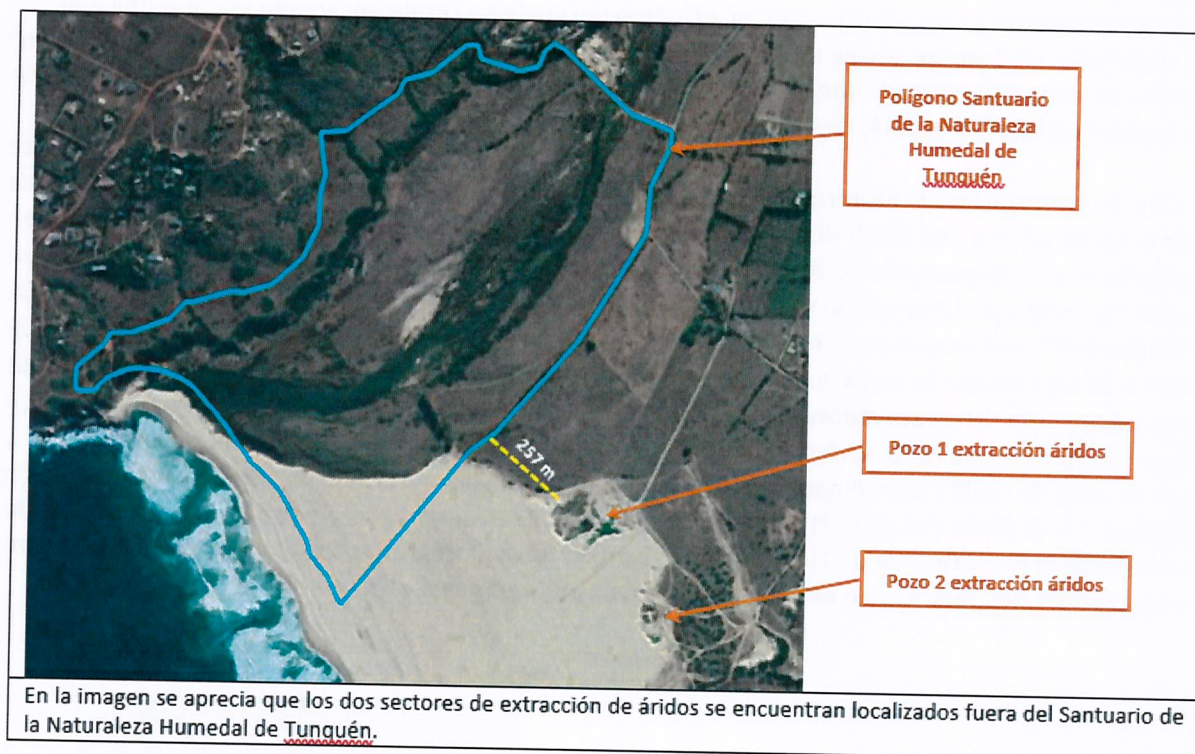 Polígono Santuario
de la Naturaleza
Humedal de
Tunquén
257 m
Pozo 1 extracción áridos
Pozo 2 extracción áridos
En la imagen se aprecia que los dos sectores de extracción de áridos se encuentran localizados fuera del Santuario de
la Naturaleza Humedal de Tunquén.